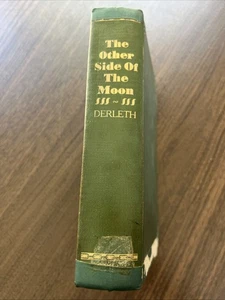 The
Other
Side Of
The
Moon
DERLETH